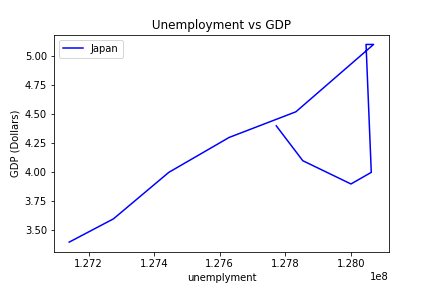 Unemployment vs GDP
Japan
GDP (Dollars)
5.00
4.75
4.50
4.25
4.00
3.75
3.50
1.272
1.274
1.276
1.278
1.280
1e8
unemplyment